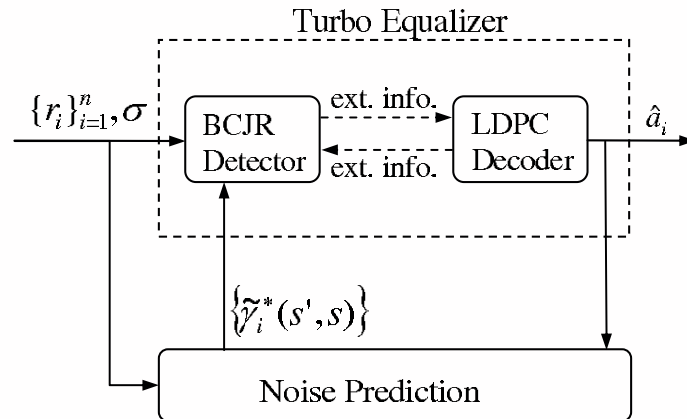 Turbo Equalizer
{r_i}_{i=1}^n, σ
BCJR
Detector
ext. info.
ext. info.
LDPC
Decoder
â_i
{γ̃_i^*(s',s)}
Noise Prediction